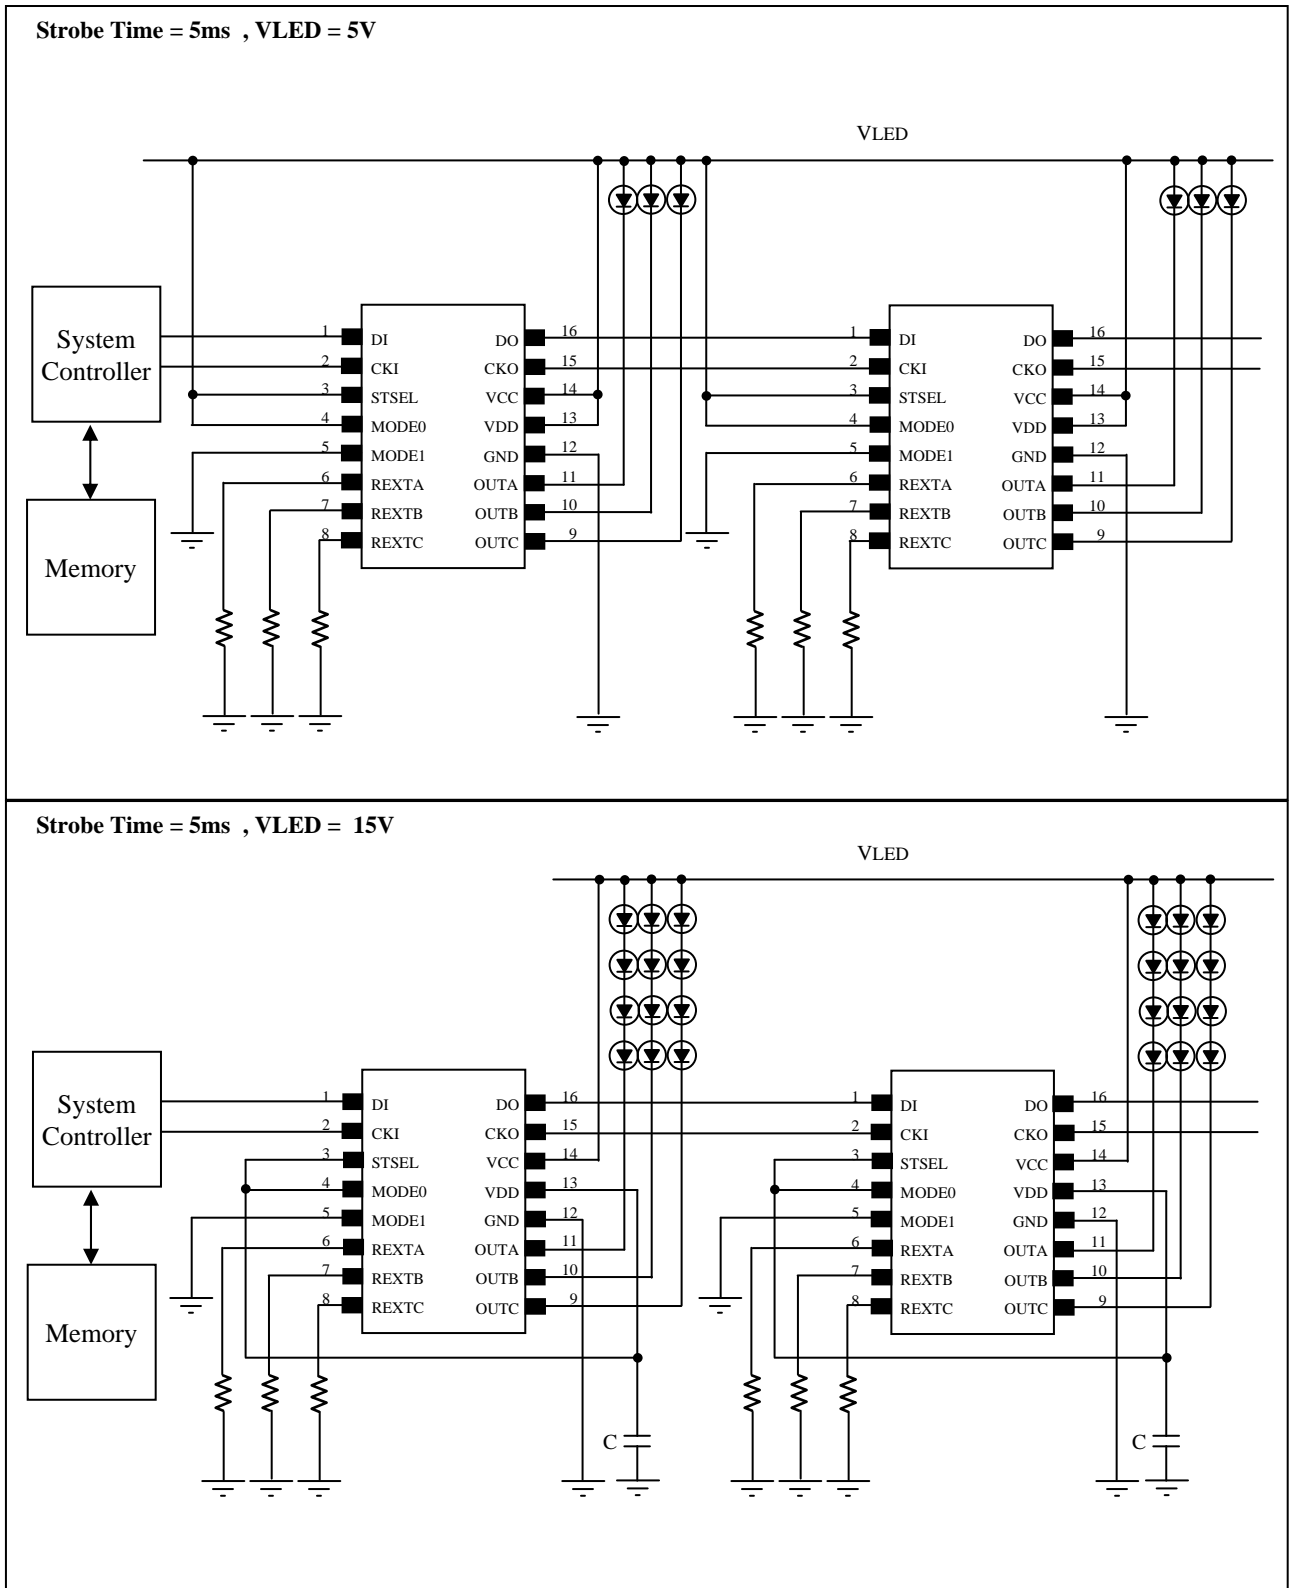 Strobe Time = 5ms , VLED = 5V
VLED
System
Controller
Memory
1 DI
2 CKI
3 STSEL
4 MODE0
5 MODE1
6 REXTA
7 REXTB
8 REXTC
DO 16
CKO 15
VCC 14
VDD 13
GND 12
OUTA 11
OUTB 10
OUTC 9
1 DI
2 CKI
3 STSEL
4 MODE0
5 MODE1
6 REXTA
7 REXTB
8 REXTC
DO 16
CKO 15
VCC 14
VDD 13
GND 12
OUTA 11
OUTB 10
OUTC 9
Strobe Time = 5ms , VLED = 15V
VLED
System
Controller
Memory
1 DI
2 CKI
3 STSEL
4 MODE0
5 MODE1
6 REXTA
7 REXTB
8 REXTC
DO 16
CKO 15
VCC 14
VDD 13
GND 12
OUTA 11
OUTB 10
OUTC 9
C
1 DI
2 CKI
3 STSEL
4 MODE0
5 MODE1
6 REXTA
7 REXTB
8 REXTC
DO 16
CKO 15
VCC 14
VDD 13
GND 12
OUTA 11
OUTB 10
OUTC 9
C